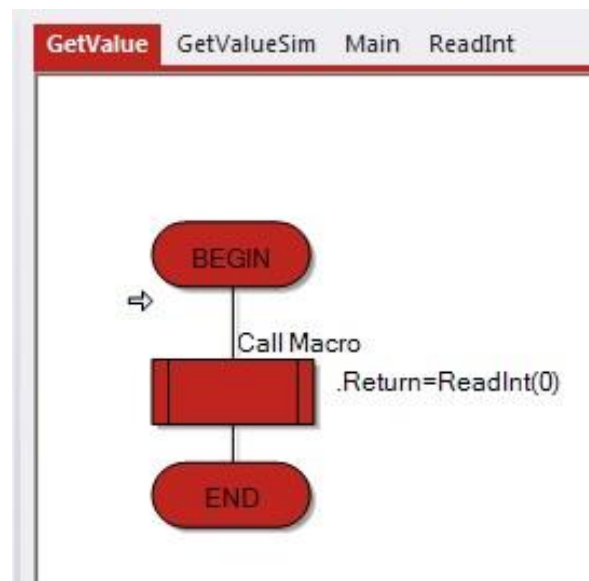 GetValue GetValueSim Main ReadInt
BEGIN
Call Macro
.Return=ReadInt(0)
END